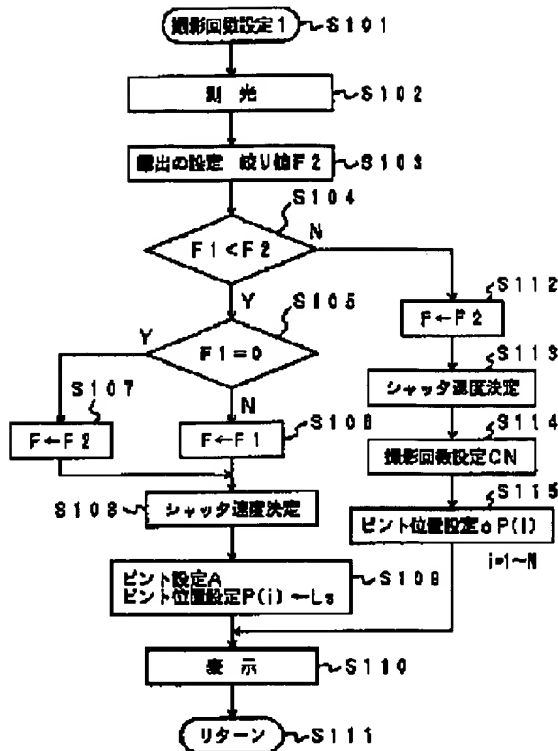 撮影回数設定1
S101
測 光
S102
露出の設定 絞り値F2
S103
S104
F1<F2
N
Y
S105
F1=0
Y
N
S107
F←F2
F←F1
S106
S108
シャッタ速度決定
ピント設定A
ピント位置設定P(i)←Ls
S109
S112
F←F2
S113
シャッタ速度決定
S114
撮影回数設定CN
S115
ピント位置設定 P(i)
i=1~N
表 示
S110
リターン
S111